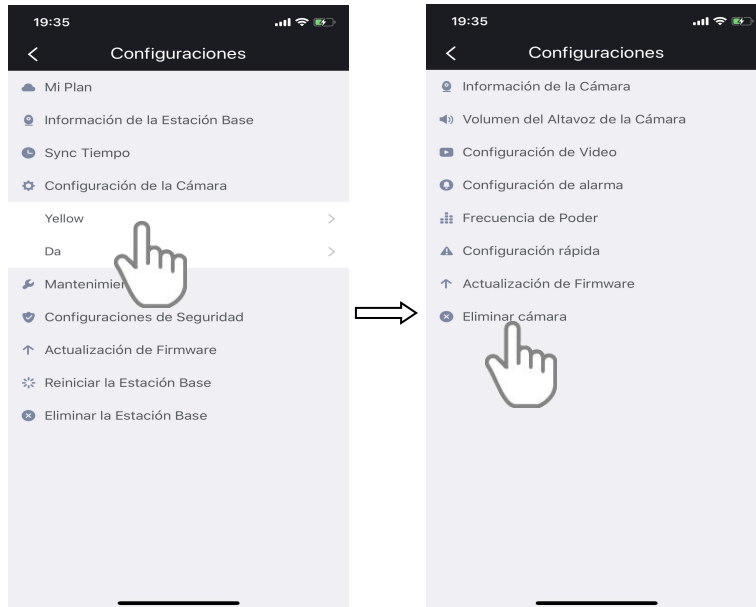 19:35
Configuraciones
Mi Plan
Información de la Estación Base
Sync Tiempo
Configuración de la Cámara
Yellow
Da
Configuraciones de Seguridad
Actualización de Firmware
Reiniciar la Estación Base
Eliminar la Estación Base
19:35
Configuraciones
Información de la Cámara
Volumen del Altavoz de la Cámara
Configuración de Video
Configuración de alarma
Frecuencia de Poder
Configuración rápida
Actualización de Firmware
Eliminar cámara